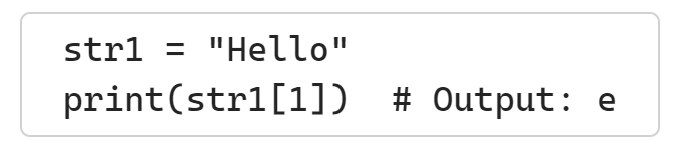 str1 = "Hello"
print(str1[1])  # Output: e